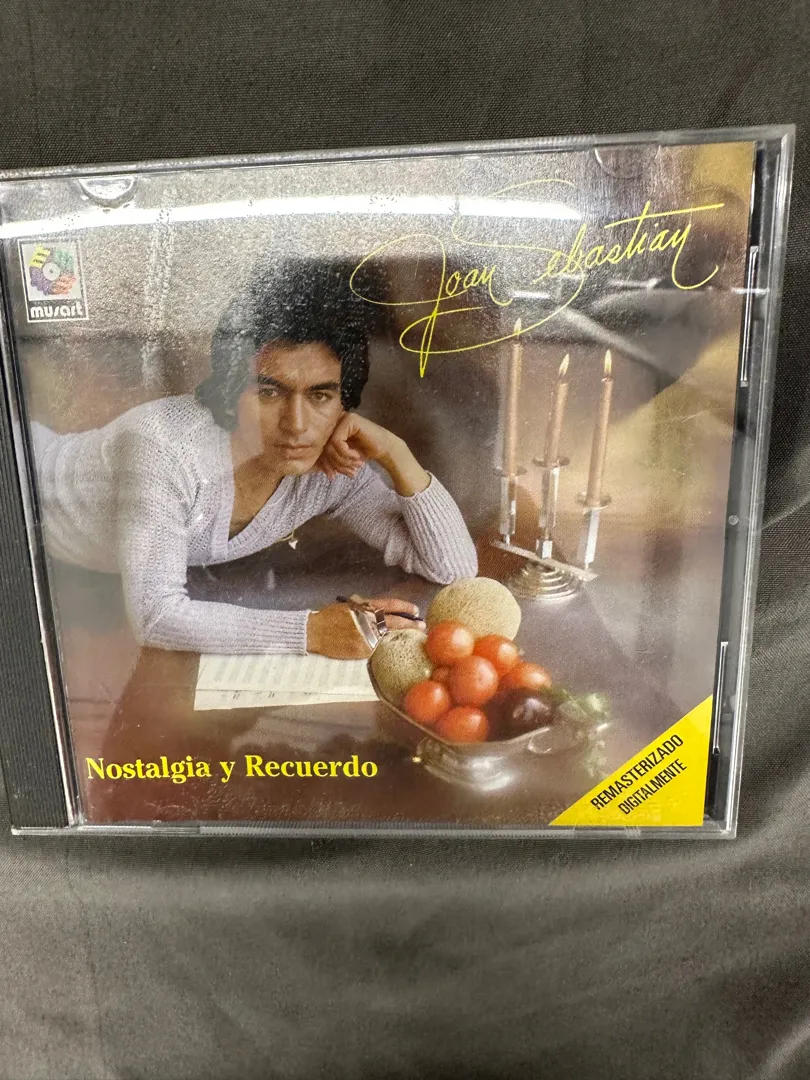 Joan Sebastian
musart
Nostalgia y Recuerdo
REMASTERIZADO
DIGITALMENTE